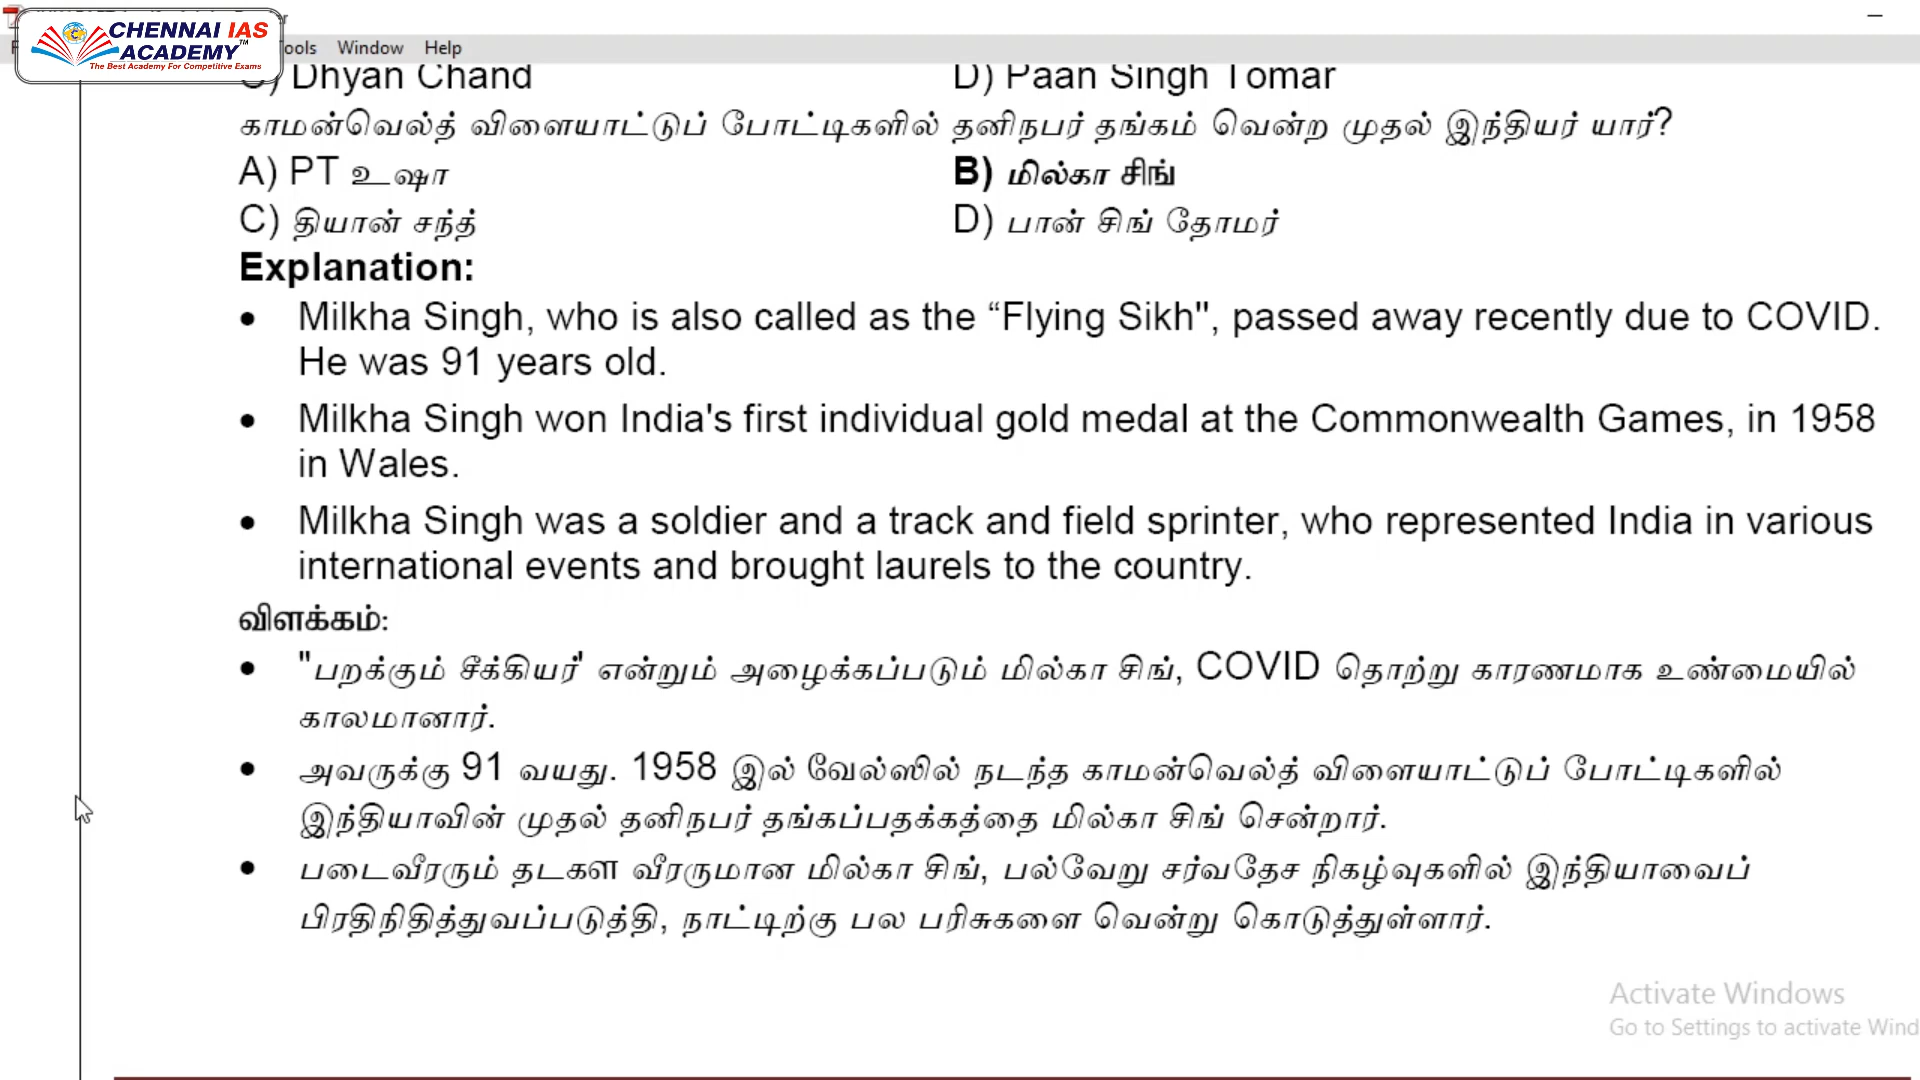 CHENNAI IAS
ACADEMY™
The Best Academy For Competitive Exams
Window Help
C) Dhyan Chand D) Paan Singh Tomar
காமன்வெல்த் விளையாட்டுப் போட்டிகளில் தனிநபர் தங்கம் வென்ற முதல் இந்தியர் யார்?
A) PT உஷா B) மில்கா சிங்
C) தியான் சந்த் D) பான் சிங் தோமர்
Explanation:
• Milkha Singh, who is also called as the “Flying Sikh", passed away recently due to COVID.
He was 91 years old.
• Milkha Singh won India's first individual gold medal at the Commonwealth Games, in 1958
in Wales.
• Milkha Singh was a soldier and a track and field sprinter, who represented India in various
international events and brought laurels to the country.
விளக்கம்:
• "பறக்கும் சீக்கியர்' என்றும் அழைக்கப்படும் மில்கா சிங், COVID தொற்று காரணமாக உண்மையில்
காலமானார்.
• அவருக்கு 91 வயது. 1958 இல் வேல்ஸில் நடந்த காமன்வெல்த் விளையாட்டுப் போட்டிகளில்
இந்தியாவின் முதல் தனிநபர் தங்கப்பதக்கத்தை மில்கா சிங் சென்றார்.
• படைவீரரும் தடகள வீரருமான மில்கா சிங், பல்வேறு சர்வதேச நிகழ்வுகளில் இந்தியாவைப்
பிரதிநிதித்துவப்படுத்தி, நாட்டிற்கு பல பரிசுகளை வென்று கொடுத்துள்ளார்.
Activate Windows
Go to Settings to activate Wind